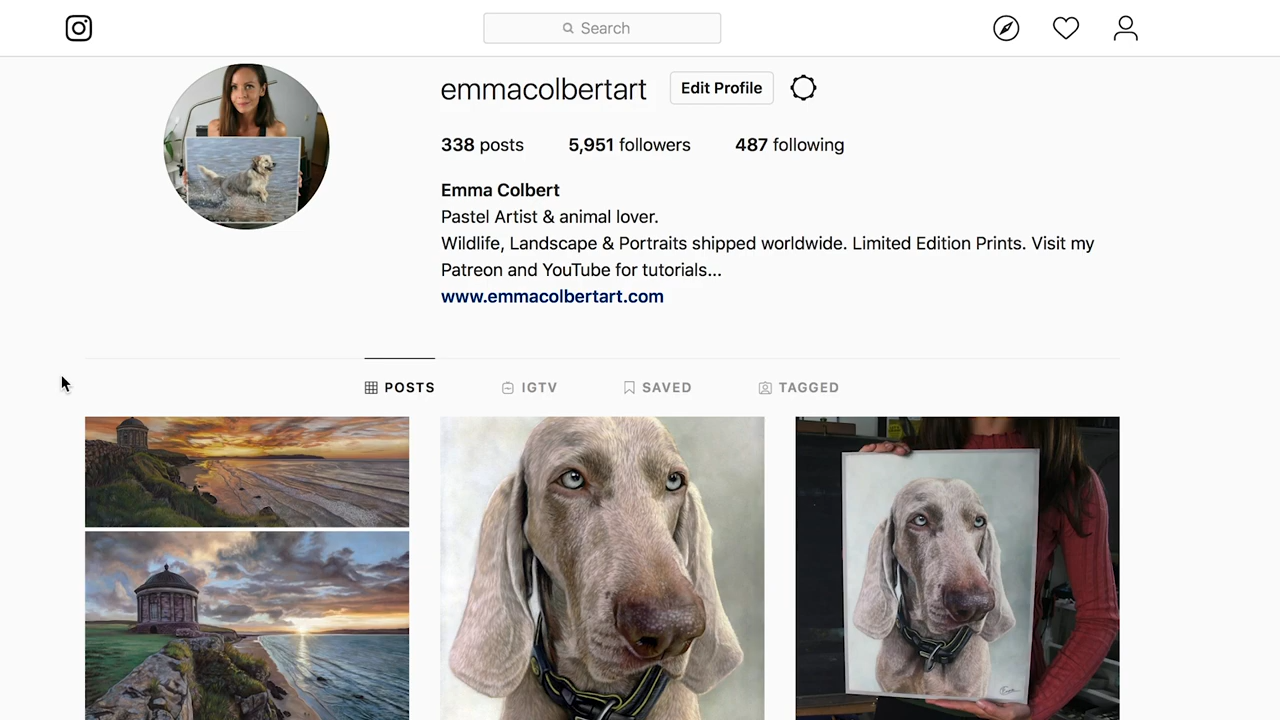 Search
emmacolbertart Edit Profile
338 posts 5,951 followers 487 following
Emma Colbert
Pastel Artist & animal lover.
Wildlife, Landscape & Portraits shipped worldwide. Limited Edition Prints. Visit my
Patreon and YouTube for tutorials...
www.emmacolbertart.com
POSTS IGTV SAVED TAGGED